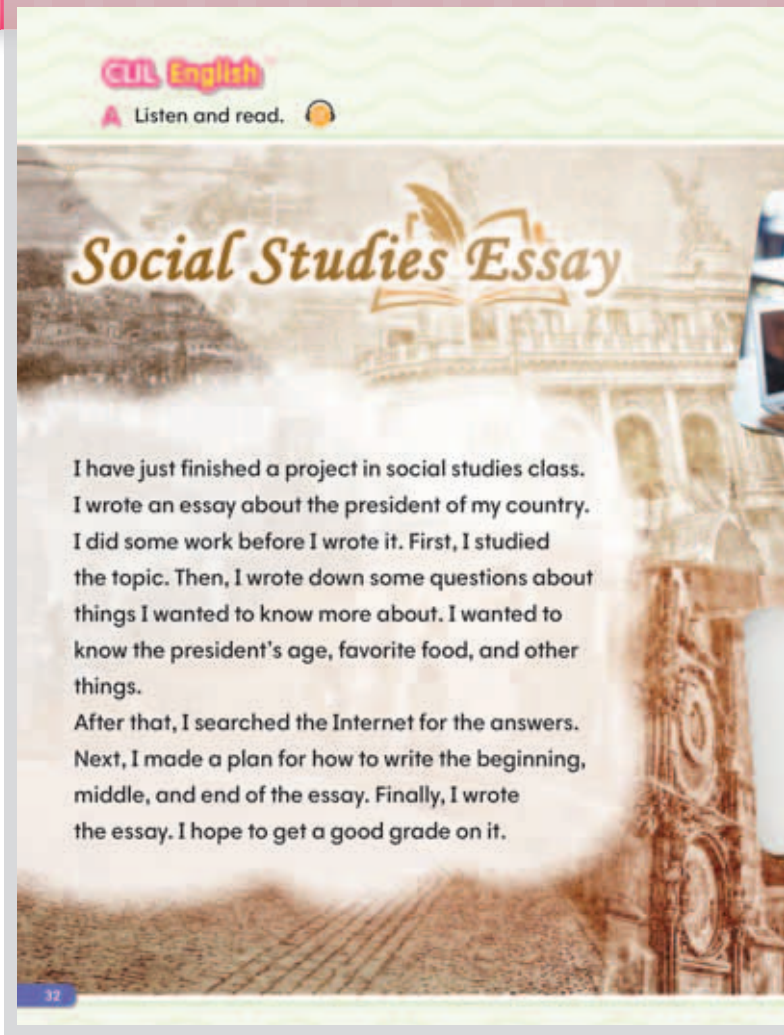 CLIL English
A Listen and read.
Social Studies Essay
I have just finished a project in social studies class.
I wrote an essay about the president of my country.
I did some work before I wrote it. First, I studied
the topic. Then, I wrote down some questions about
things I wanted to know more about. I wanted to
know the president's age, favorite food, and other
things.
After that, I searched the Internet for the answers.
Next, I made a plan for how to write the beginning,
middle, and end of the essay. Finally, I wrote
the essay. I hope to get a good grade on it.
32